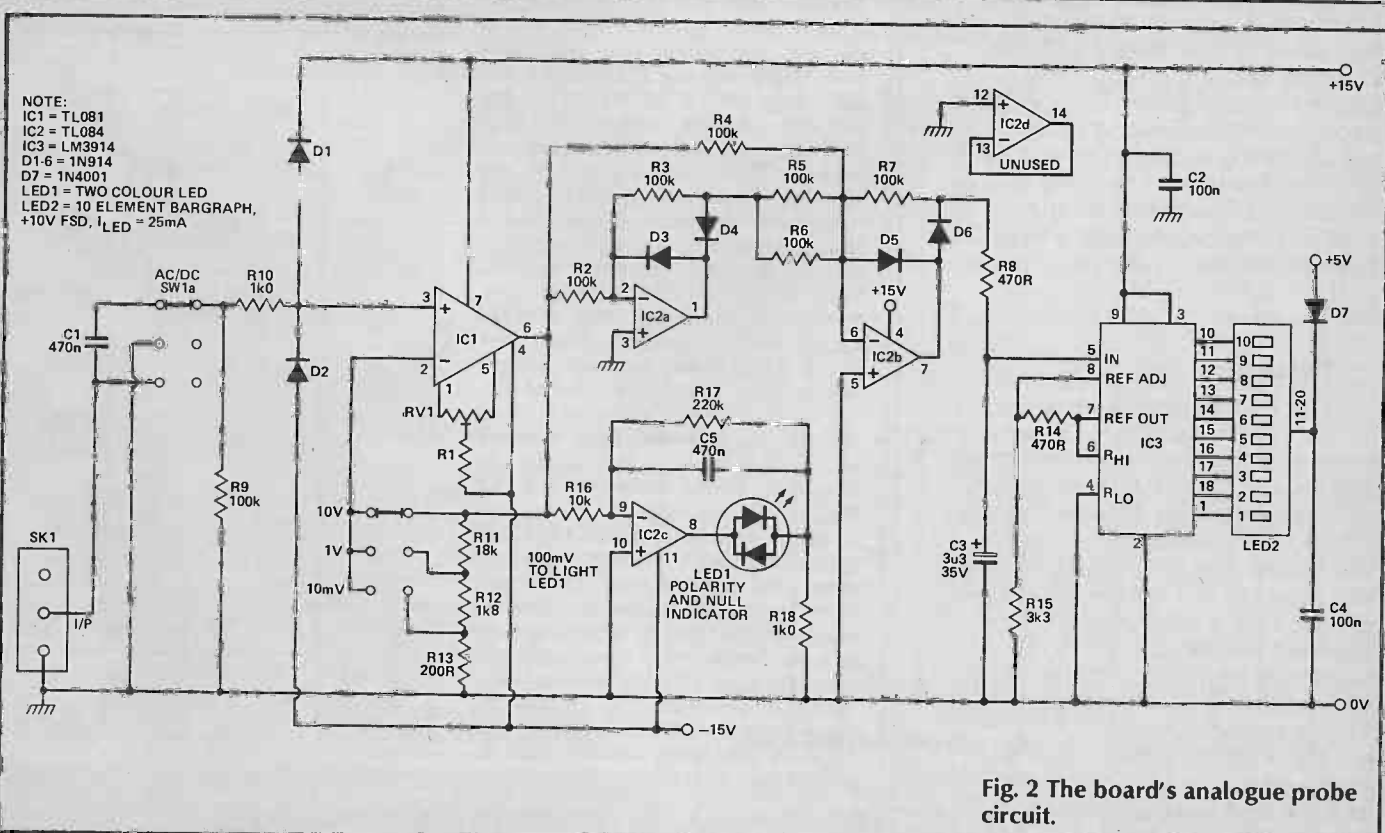 NOTE:
IC1 = TL081
IC2 = TL084
IC3 = LM3914
D1-6 = 1N914
D7 = 1N4001
LED1 = TWO COLOUR LED
LED2 = 10 ELEMENT BARGRAPH,
+10V FSD, ILED = 25mA
+15V
D1
R4
100k
12
+
IC2d
14
13
−
UNUSED
C2
100n
R3
100k
R5
100k
R7
100k
D3
D4
R6
100k
D5
D6
+5V
AC/DC
SW1a
R10
1k0
R2
100k
2
−
IC2a
1
3
+
+15V
R8
470R
D7
C1
470n
3
+
7
IC1
6
4
2
−
1
5
6
−
4
IC2b
7
5
+
9
3
5
IN
8
REF ADJ
7
REF OUT
IC3
6
RHI
4
RLO
2
10
11
12
13
14
15
16
17
18
1
10
9
8
7
6
5
4
3
2
1
LED2
11-20
D2
RV1
R1
R17
220k
C5
470n
R14
470R
R9
100k
10V
1V
10mV
R16
10k
9
−
IC2c
8
10
+
11
R11
18k
100mV
TO LIGHT
LED1
LED1
POLARITY
AND NULL
INDICATOR
C3
3u3
35V
+
SK1
I/P
R12
1k8
R13
200R
R18
1k0
R15
3k3
C4
100n
0V
−15V
Fig. 2 The board's analogue probe
circuit.